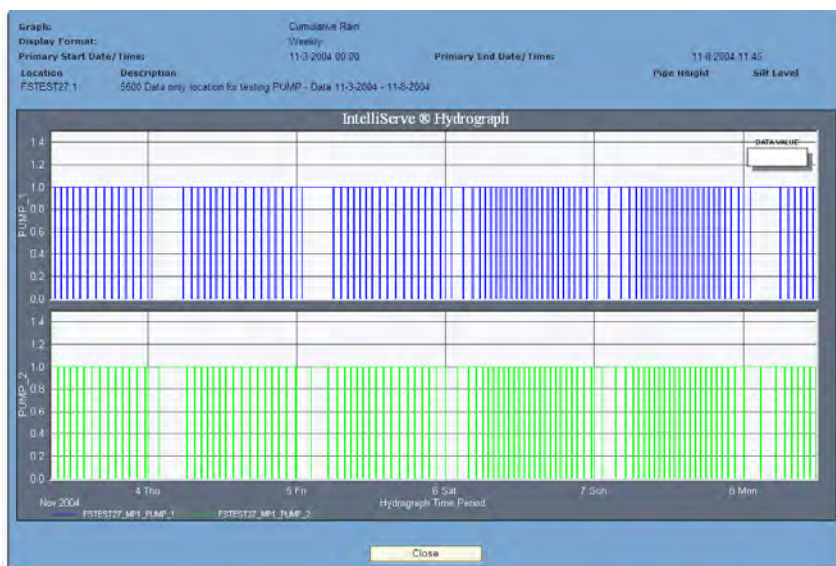 Graph: Cumulative Rain
Display Format: Weekly
Primary Start Date/Time: 11-3-2004 00:00 Primary End Date/Time: 11-8-2004 11:45
Location Description Pipe Height Silt Level
FSTEST27.1 5600 Data only location for testing PUMP - Data 11-3-2004 - 11-8-2004
IntelliServe ® Hydrograph
DATA VALUE
1.4
1.2
1.0
0.8
0.6
0.4
0.2
0.0
PUMP_1
1.4
1.2
1.0
0.8
0.6
0.4
0.2
0.0
PUMP_2
4 Thu 5 Fri 6 Sat 7 Sun 8 Mon
Nov 2004 Hydrograph Time Period
FSTEST27_MP1_PUMP_1 FSTEST27_MP1_PUMP_2
Close